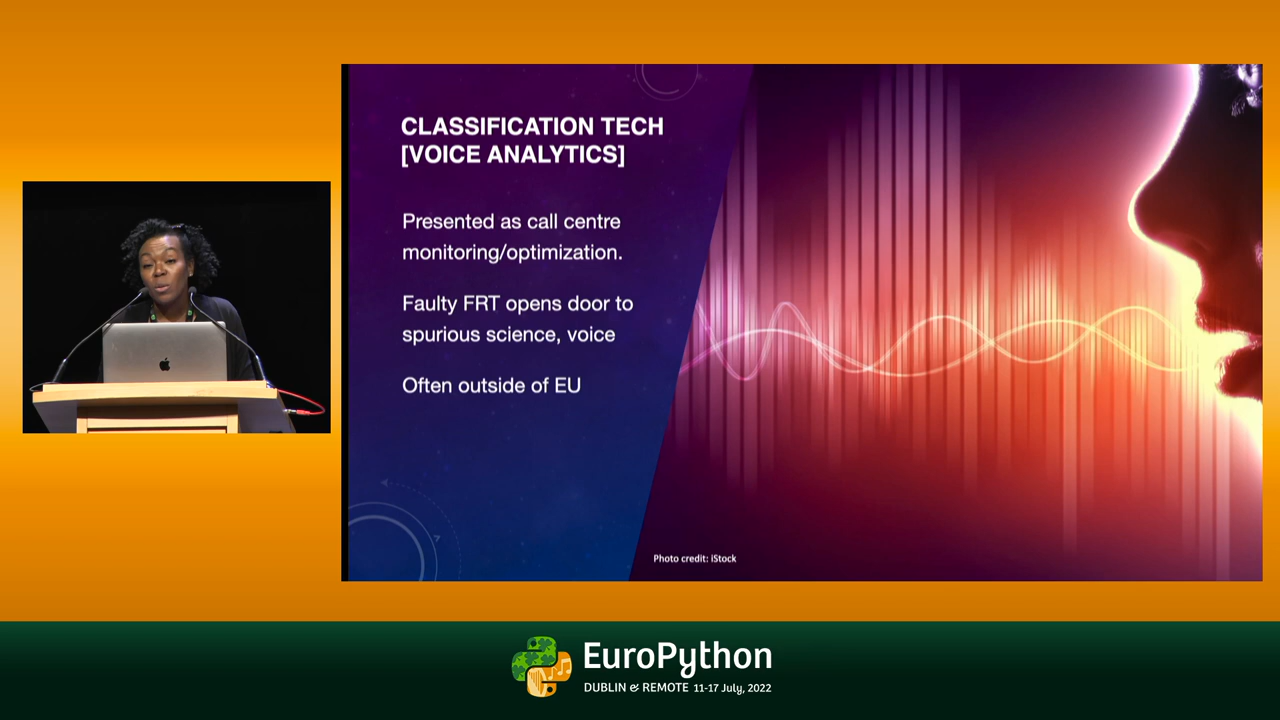 CLASSIFICATION TECH
[VOICE ANALYTICS]
Presented as call centre
monitoring/optimization.
Faulty FRT opens door to
spurious science, voice
Often outside of EU
Photo credit: iStock
EuroPython
DUBLIN & REMOTE 11-17 July, 2022